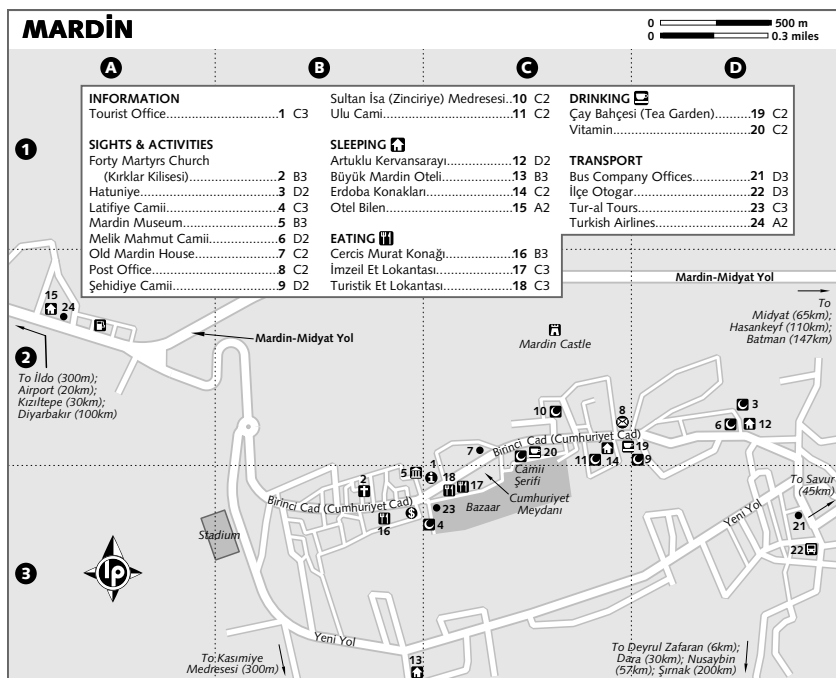 MARDİN
0 500 m
0 0.3 miles
A B C D
1
2
3
INFORMATION
Tourist Office.....1 C3
SIGHTS & ACTIVITIES
Forty Martyrs Church
(Kırklar Kilisesi).....2 B3
Hatuniye.....3 D2
Latifiye Camii.....4 C3
Mardin Museum.....5 B3
Melik Mahmut Camii.....6 D2
Old Mardin House.....7 C2
Post Office.....8 C2
Şehidiye Camii.....9 D2
Sultan İsa (Zinciriye) Medresesi..10 C2
Ulu Cami.....11 C2
SLEEPING
Artuklu Kervansarayı.....12 D2
Büyük Mardin Oteli.....13 B3
Erdoba Konakları.....14 C2
Otel Bilen.....15 A2
EATING
Cercis Murat Konağı.....16 B3
İmzeil Et Lokantası.....17 C3
Turistik Et Lokantası.....18 C3
DRINKING
Çay Bahçesi (Tea Garden).....19 C2
Vitamin.....20 C2
TRANSPORT
Bus Company Offices.....21 D3
İlçe Otogar.....22 D3
Tur-al Tours.....23 C3
Turkish Airlines.....24 A2
Mardin-Midyat Yol
To
Midyat (65km);
Hasankeyf (110km);
Batman (147km)
15
24
Mardin-Midyat Yol
Mardin Castle
To İldo (300m);
Airport (20km);
Kızıltepe (30km);
Diyarbakır (100km)
10
8
3
6
12
Birinci Cad (Cumhuriyet Cad)
7
20
19
11
14
9
Camii
Şerifi
Cumhuriyet
Meydanı
5
1
2
18
17
Birinci Cad (Cumhuriyet Cad)
$
16
23
4
Bazaar
Yeni Yol
To Savur
(45km)
21
22
Stadium
lp
Yeni Yol
To Kasımiye
Medresesi (300m)
13
To Deyrul Zafaran (6km);
Dara (30km); Nusaybin
(57km); Şırnak (200km)